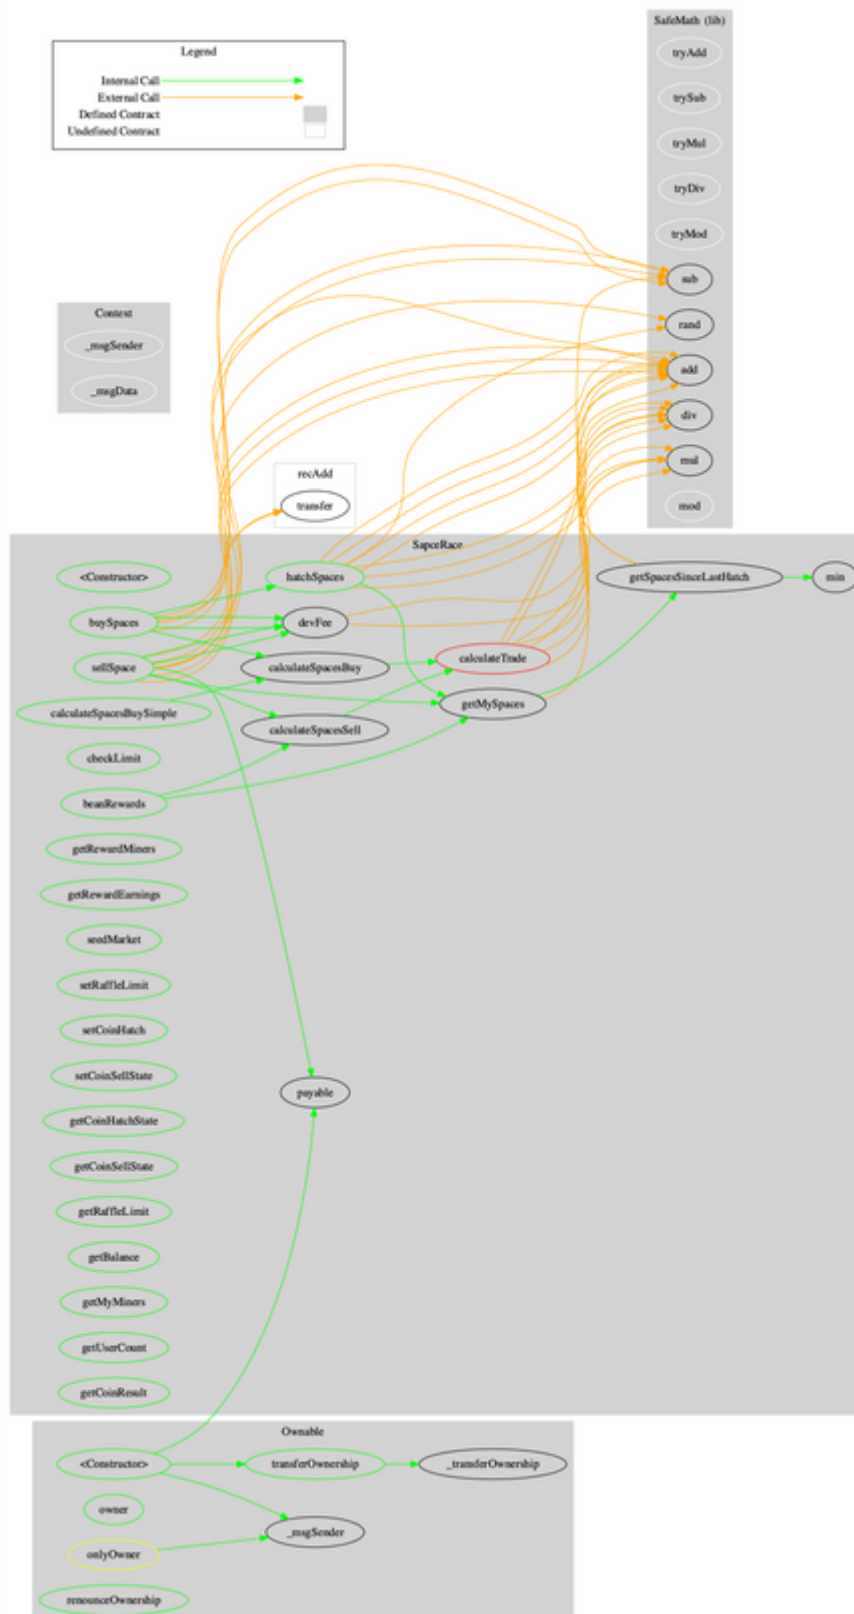 Legend
Internal Call
External Call
Defined Contract
Undefined Contract
SafeMath (lib)
tryAdd
trySub
tryMul
tryDiv
tryMod
sub
rand
add
div
mul
mod
Context
_msgSender
_msgData
recAdd
transfer
SapceRace
<Constructor>
hatchSpaces
getSpacesSinceLastHatch
min
buySpaces
devFee
sellSpace
calculateSpacesBuy
calculateTrade
calculateSpacesBuySimple
calculateSpacesSell
getMySpaces
checkLimit
beanRewards
getRewardMiners
getRewardEarnings
seedMarket
setRaffleLimit
setCoinHatch
setCoinSellState
payable
getCoinHatchState
getCoinSellState
getRaffleLimit
getBalance
getMyMiners
getUserCount
getCoinResult
Ownable
<Constructor>
transferOwnership
_transferOwnership
owner
_msgSender
onlyOwner
renounceOwnership